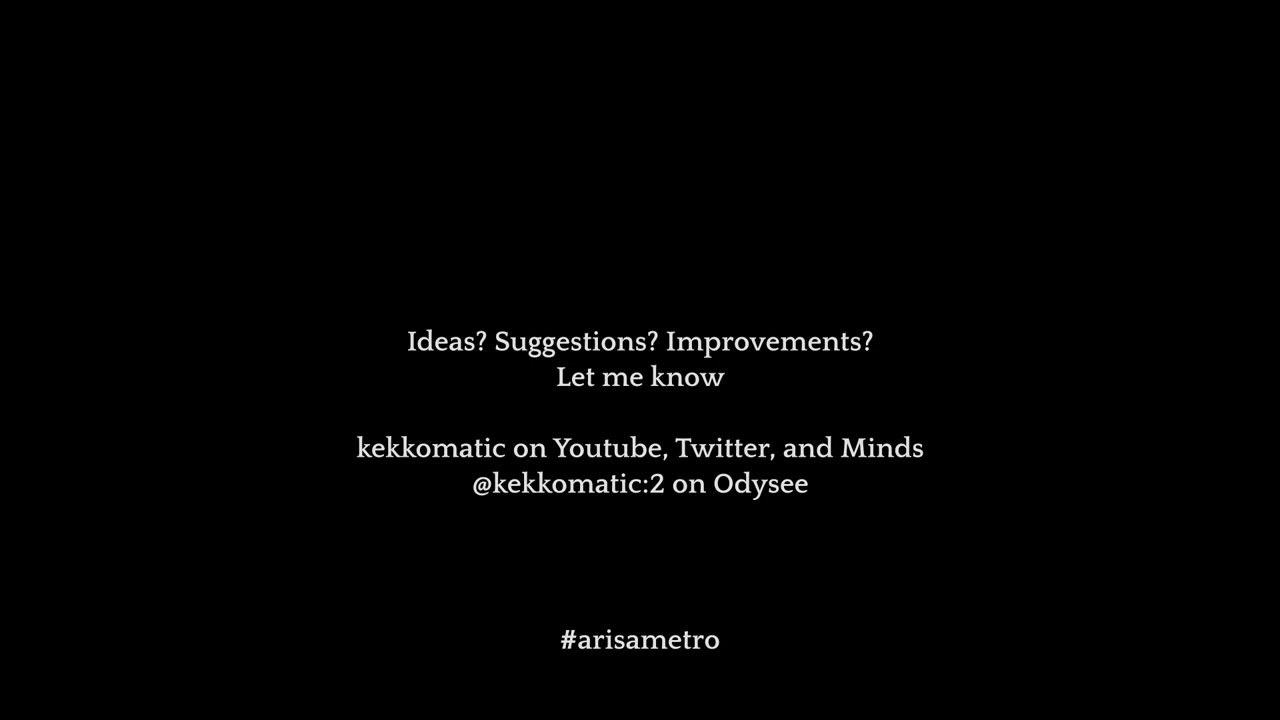 Ideas? Suggestions? Improvements?
Let me know
kekkomatic on Youtube, Twitter, and Minds
@kekkomatic:2 on Odysee
#arisametro